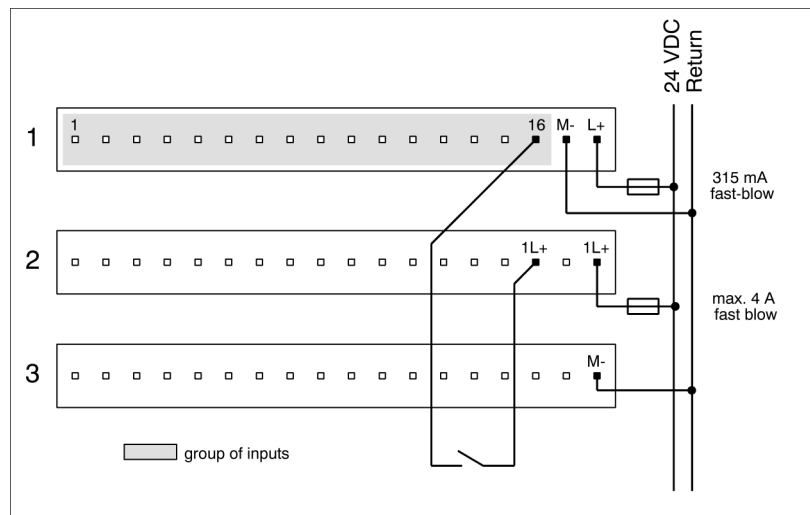 24 VDC
Return
1
1 16 M- L+
315 mA
fast-blow
2
1L+ 1L+
max. 4 A
fast blow
3
M-
group of inputs